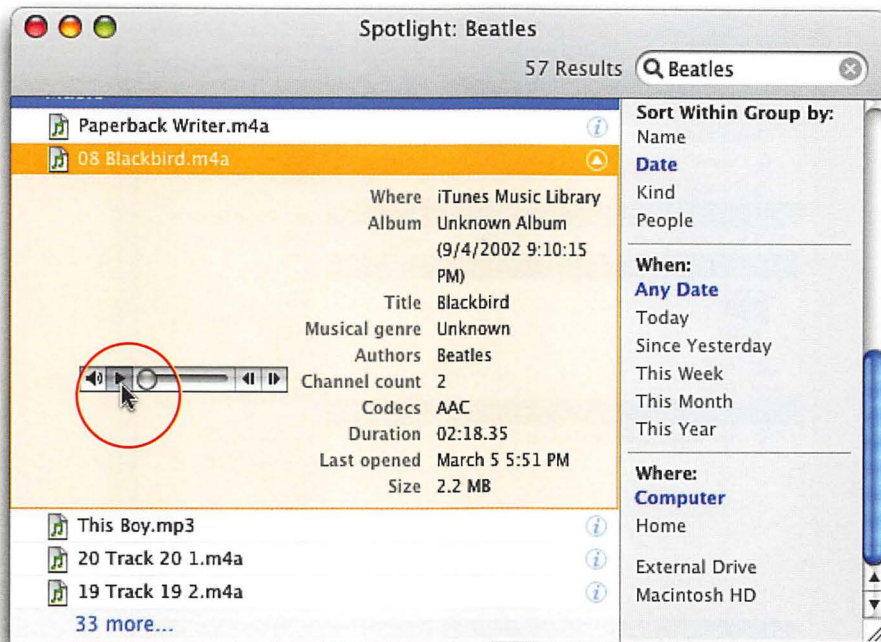 Spotlight: Beatles
57 Results
Beatles
Paperback Writer.m4a
08 Blackbird.m4a
Where iTunes Music Library
Album Unknown Album
(9/4/2002 9:10:15
PM)
Title Blackbird
Musical genre Unknown
Authors Beatles
Channel count 2
Codecs AAC
Duration 02:18.35
Last opened March 5 5:51 PM
Size 2.2 MB
This Boy.mp3
20 Track 20 1.m4a
19 Track 19 2.m4a
33 more...
Sort Within Group by:
Name
Date
Kind
People
When:
Any Date
Today
Since Yesterday
This Week
This Month
This Year
Where:
Computer
Home
External Drive
Macintosh HD